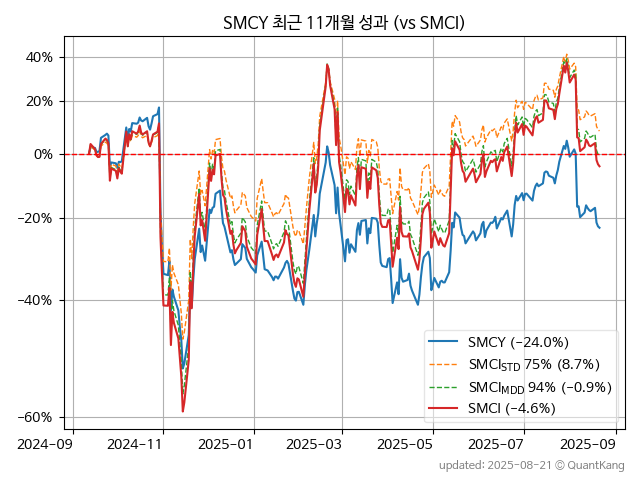 SMCY 최근 11개월 성과 (vs SMCI)
40%
20%
0%
−20%
−40%
−60%
SMCY (−24.0%)
SMCI_STD 75% (8.7%)
SMCI_MDD 94% (−0.9%)
SMCI (−4.6%)
2024-09 2024-11 2025-01 2025-03 2025-05 2025-07 2025-09
updated: 2025-08-21 © QuantKang